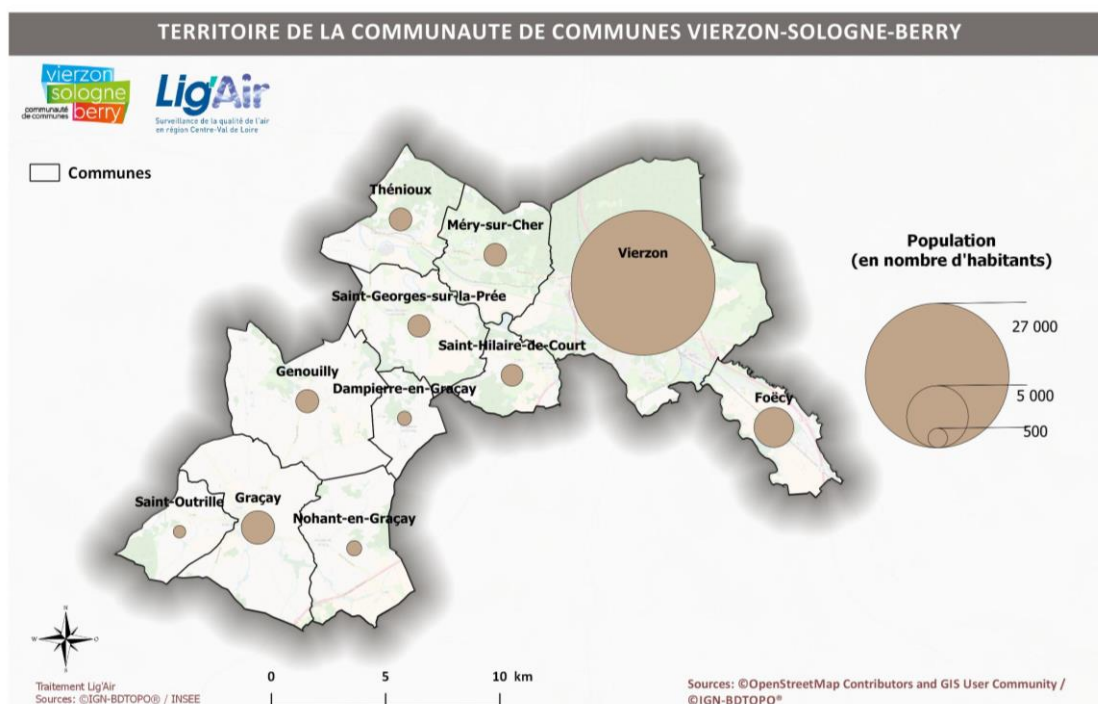 TERRITOIRE DE LA COMMUNAUTE DE COMMUNES VIERZON-SOLOGNE-BERRY
vierzon
sologne
communauté
de communes
berry
Lig'Air
Surveillance de la qualité de l'air
en région Centre-Val de Loire
Communes
Thénioux
Méry-sur-Cher
Vierzon
Saint-Georges-sur-la-Prée
Saint-Hilaire-de-Court
Genouilly
Dampierre-en-Graçay
Foëcy
Saint-Outrille
Graçay
Nohant-en-Graçay
Population
(en nombre d'habitants)
27 000
5 000
500
N
W
O
S
0
5
10 km
Traitement Lig'Air
Sources: ©IGN-BDTOPO® / INSEE
Sources: ©OpenStreetMap Contributors and GIS User Community /
©IGN-BDTOPO®